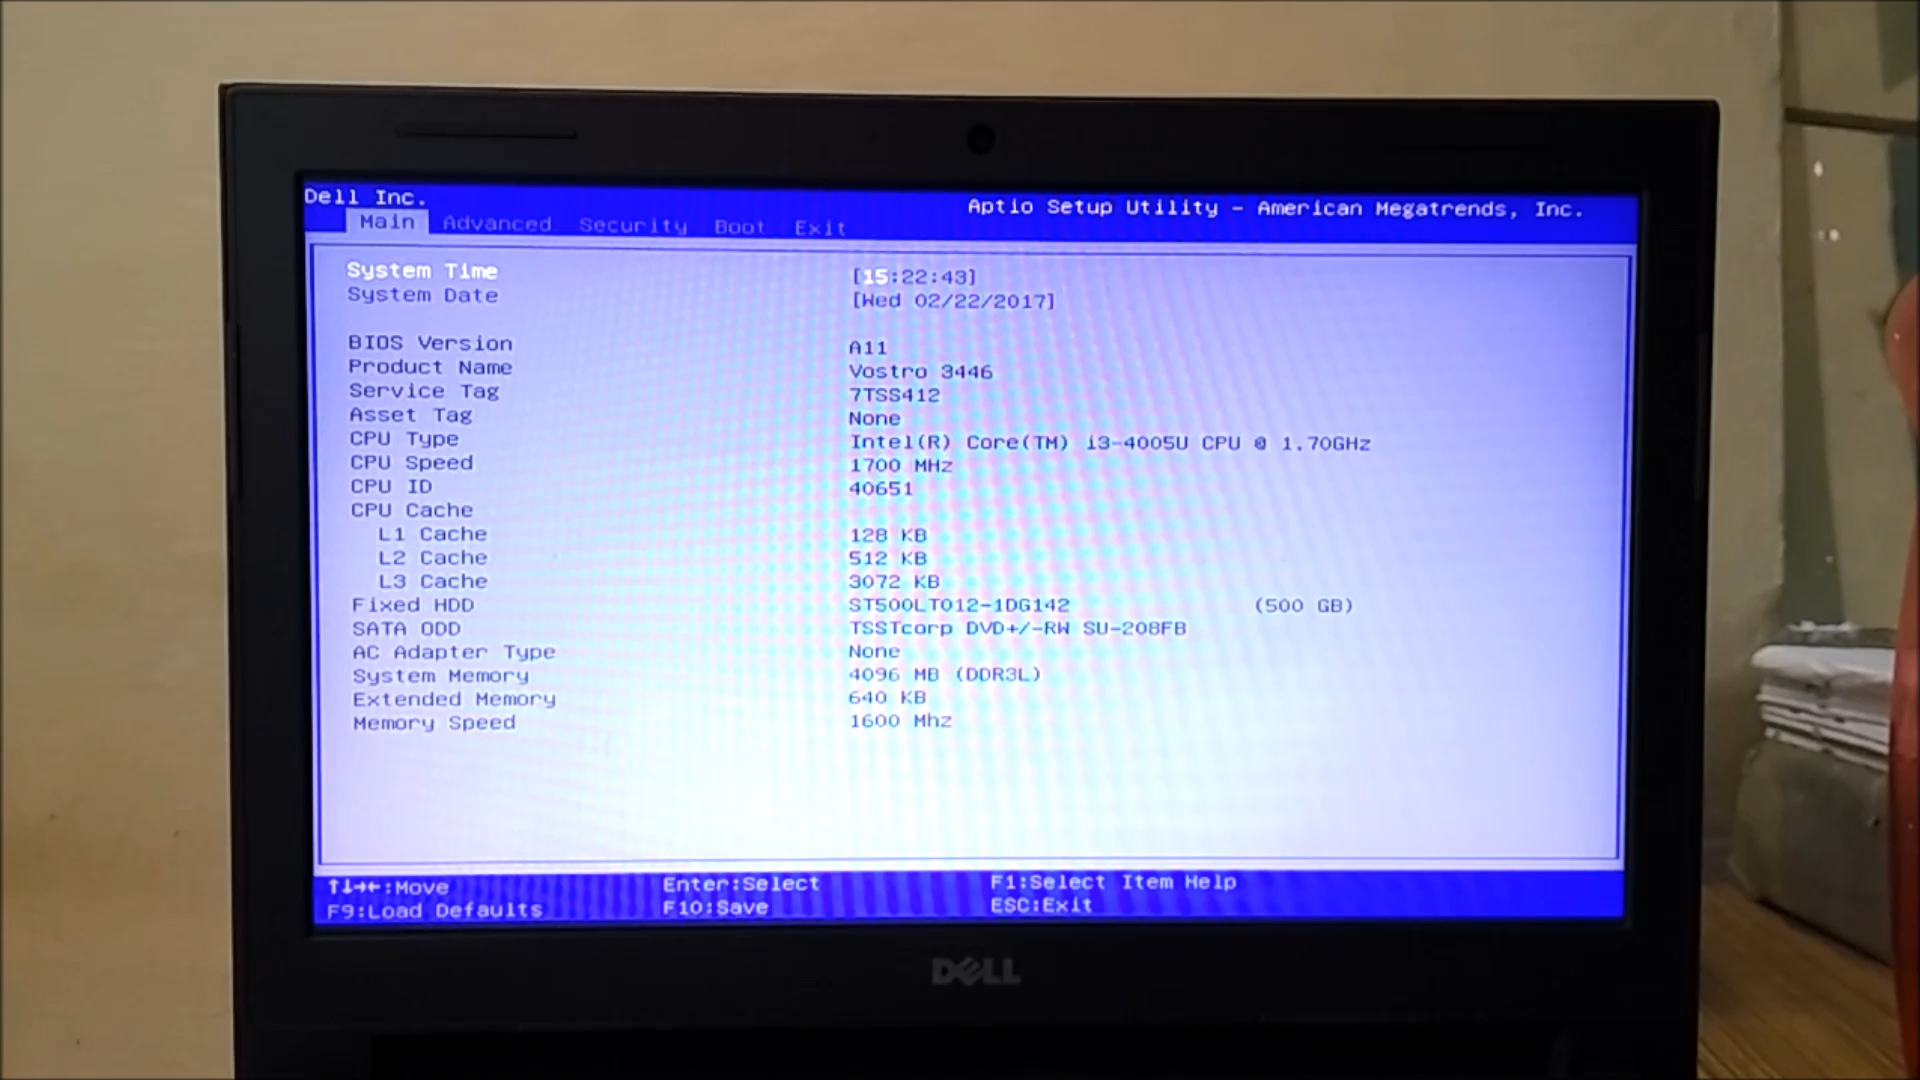 Dell Inc.
Aptio Setup Utility - American Megatrends, Inc.
Main Advanced Security Boot Exit
System Time [15:22:43]
System Date [Wed 02/22/2017]
BIOS Version A11
Product Name Vostro 3446
Service Tag 7TSS412
Asset Tag None
CPU Type Intel(R) Core(TM) i3-4005U CPU @ 1.70GHz
CPU Speed 1700 MHz
CPU ID 40651
CPU Cache
L1 Cache 128 KB
L2 Cache 512 KB
L3 Cache 3072 KB
Fixed HDD ST500LT012-1DG142 (500 GB)
SATA ODD TSSTcorp DVD+/-RW SU-208FB
AC Adapter Type None
System Memory 4096 MB (DDR3L)
Extended Memory 640 KB
Memory Speed 1600 Mhz
↑↓→←:Move Enter:Select F1:Select Item Help
F9:Load Defaults F10:Save ESC:Exit
DELL